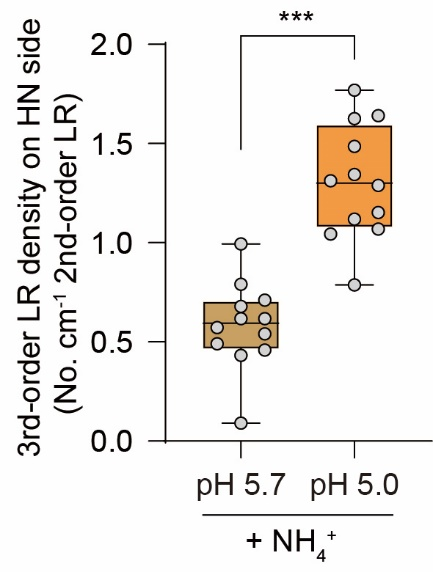 ***
3rd-order LR density on HN side
(No. cm⁻¹ 2nd-order LR)
2.0
1.5
1.0
0.5
0.0
pH 5.7 pH 5.0
+ NH₄⁺